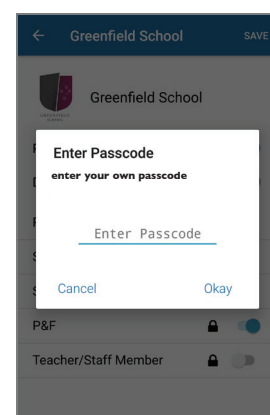 Greenfield School
SAVE
Greenfield School
Enter Passcode
enter your own passcode
Enter Passcode
Cancel
Okay
P&F
Teacher/Staff Member